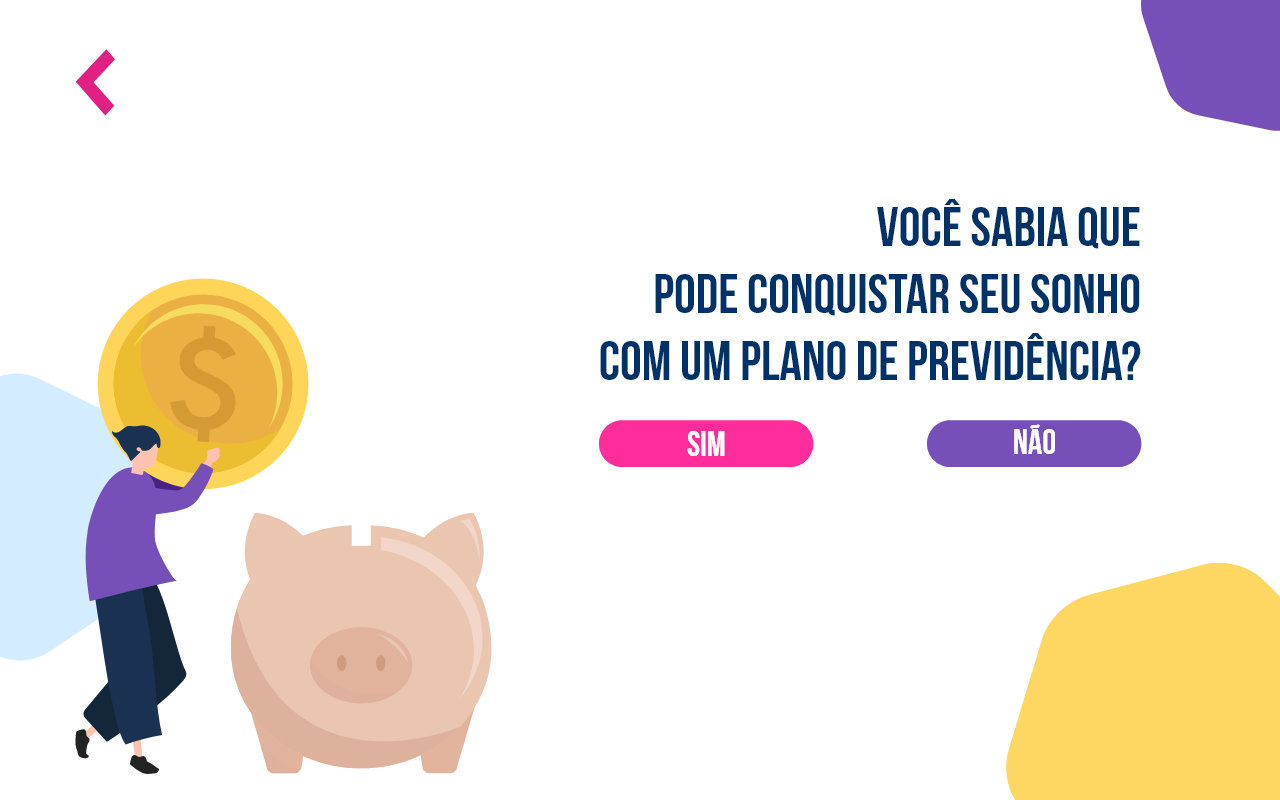 VOCÊ SABIA QUE
PODE CONQUISTAR SEU SONHO
COM UM PLANO DE PREVIDÊNCIA?
SIM
NÃO
$